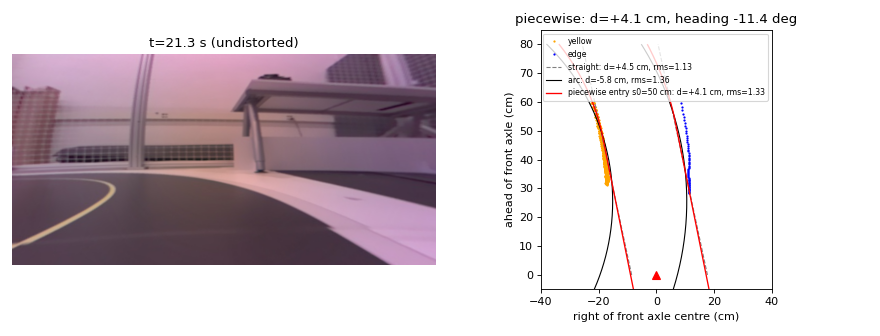 t=21.3 s (undistorted)
piecewise: d=+4.1 cm, heading -11.4 deg
yellow
edge
straight: d=+4.5 cm, rms=1.13
arc: d=-5.8 cm, rms=1.36
piecewise entry s0=50 cm: d=+4.1 cm, rms=1.33
ahead of front axle (cm)
80
70
60
50
40
30
20
10
0
−40
−20
0
20
40
right of front axle centre (cm)